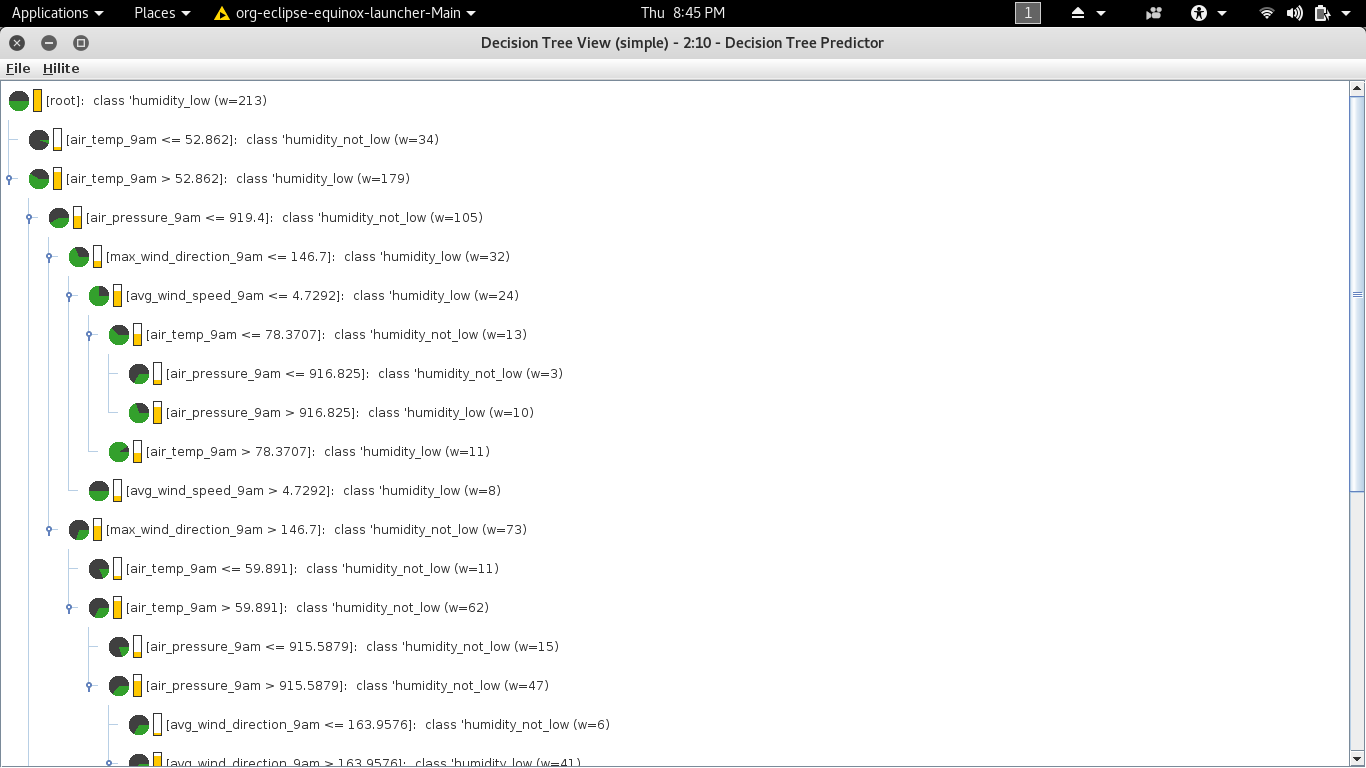 Applications Places org-eclipse-equinox-launcher-Main Thu 8:45 PM 1
Decision Tree View (simple) - 2:10 - Decision Tree Predictor
File Hilite
[root]: class 'humidity_low (w=213)
[air_temp_9am <= 52.862]: class 'humidity_not_low (w=34)
[air_temp_9am > 52.862]: class 'humidity_low (w=179)
[air_pressure_9am <= 919.4]: class 'humidity_not_low (w=105)
[max_wind_direction_9am <= 146.7]: class 'humidity_low (w=32)
[avg_wind_speed_9am <= 4.7292]: class 'humidity_low (w=24)
[air_temp_9am <= 78.3707]: class 'humidity_not_low (w=13)
[air_pressure_9am <= 916.825]: class 'humidity_not_low (w=3)
[air_pressure_9am > 916.825]: class 'humidity_low (w=10)
[air_temp_9am > 78.3707]: class 'humidity_low (w=11)
[avg_wind_speed_9am > 4.7292]: class 'humidity_low (w=8)
[max_wind_direction_9am > 146.7]: class 'humidity_not_low (w=73)
[air_temp_9am <= 59.891]: class 'humidity_not_low (w=11)
[air_temp_9am > 59.891]: class 'humidity_not_low (w=62)
[air_pressure_9am <= 915.5879]: class 'humidity_not_low (w=15)
[air_pressure_9am > 915.5879]: class 'humidity_not_low (w=47)
[avg_wind_direction_9am <= 163.9576]: class 'humidity_not_low (w=6)
[avg_wind_direction_9am > 163.9576]: class 'humidity_not_low (w=41)